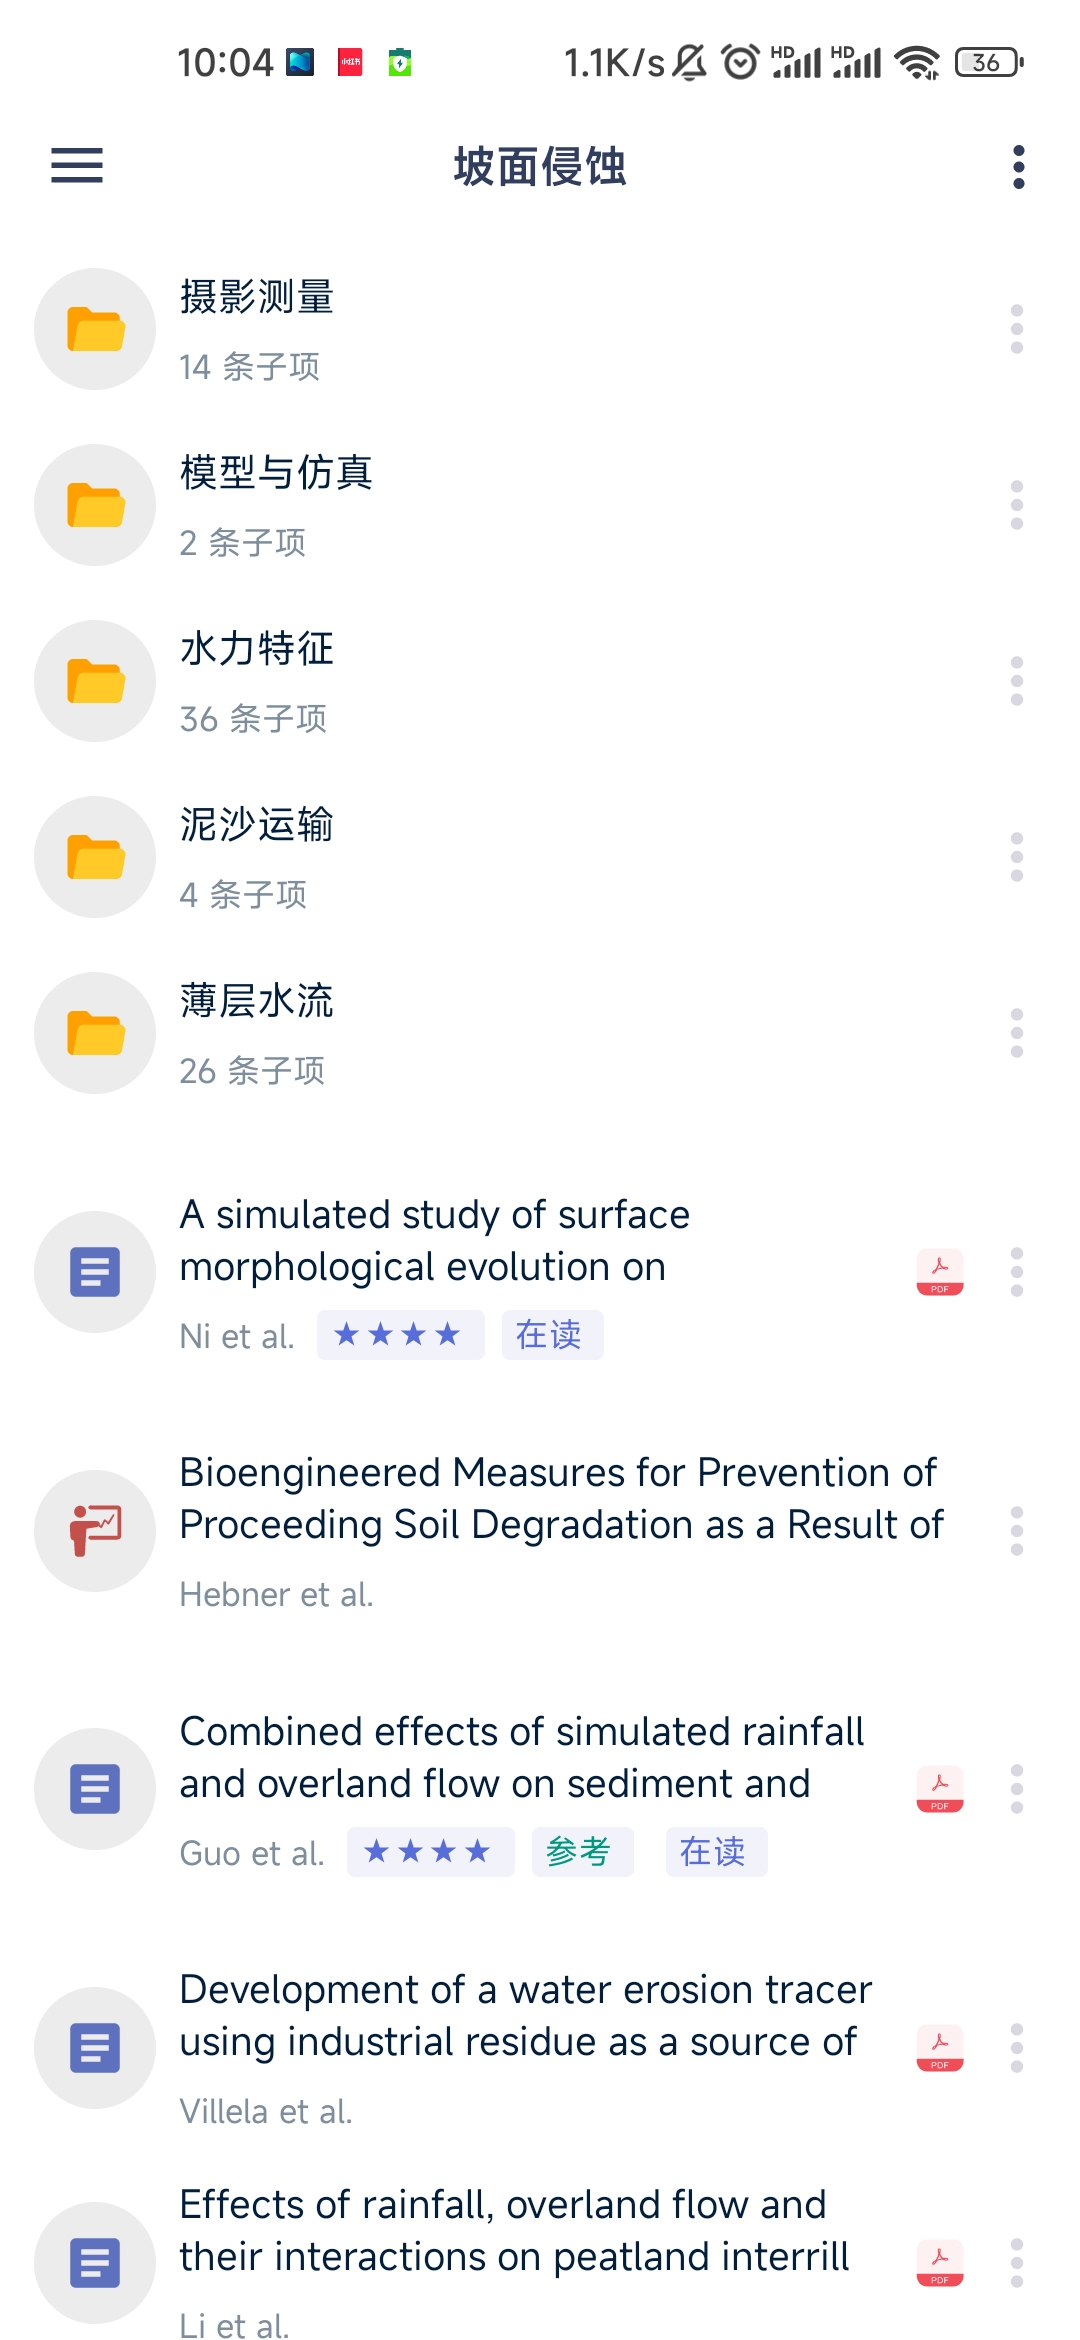 10:04
1.1K/s
HD
HD
36
坡面侵蚀
摄影测量
14 条子项
模型与仿真
2 条子项
水力特征
36 条子项
泥沙运输
4 条子项
薄层水流
26 条子项
A simulated study of surface
morphological evolution on
PDF
Ni et al. ★★★★ 在读
Bioengineered Measures for Prevention of
Proceeding Soil Degradation as a Result of
Hebner et al.
Combined effects of simulated rainfall
and overland flow on sediment and
PDF
Guo et al. ★★★★ 参考 在读
Development of a water erosion tracer
using industrial residue as a source of
PDF
Villela et al.
Effects of rainfall, overland flow and
their interactions on peatland interrill
PDF
Li et al.